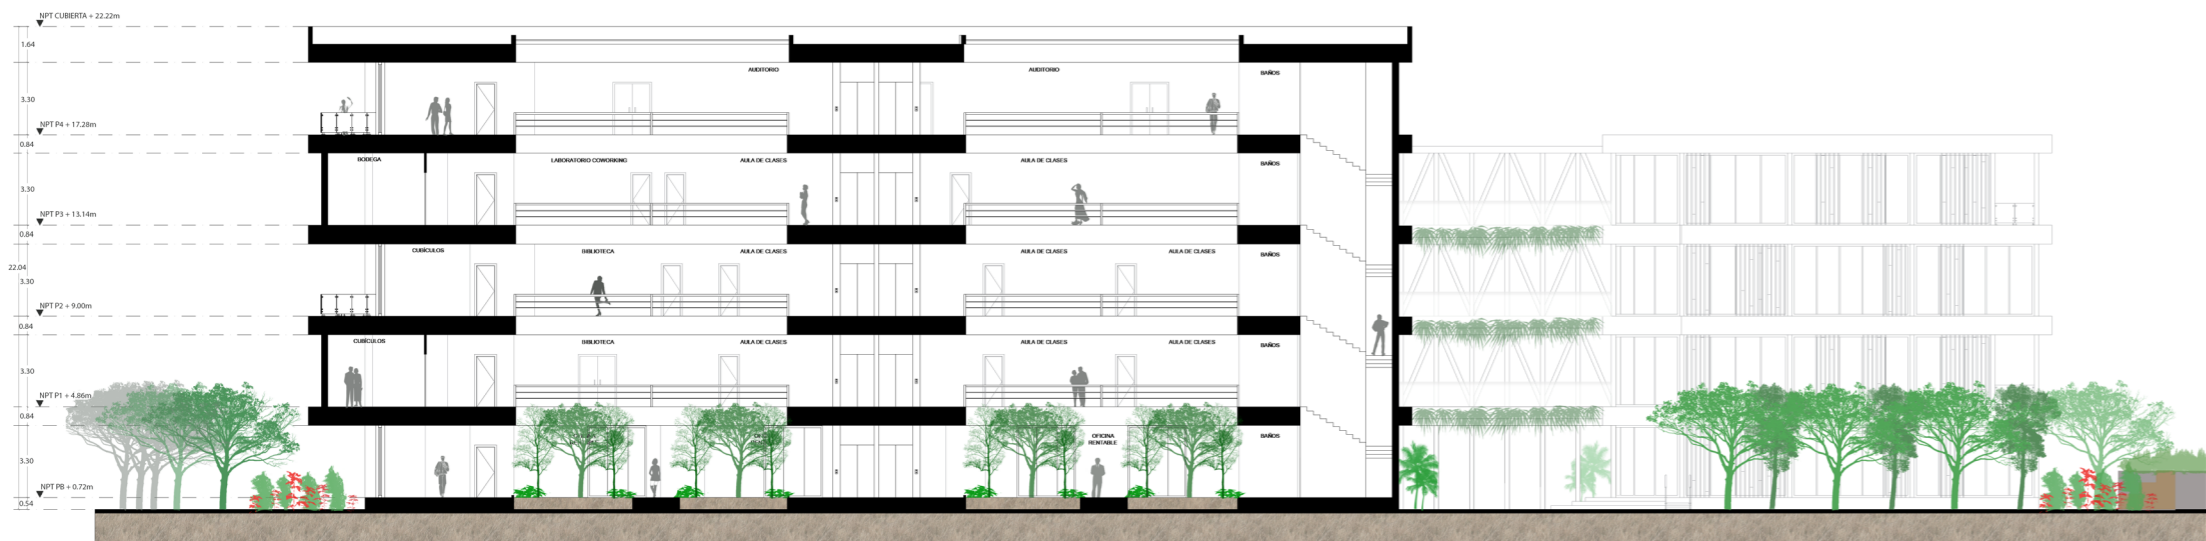 NPT CUBIERTA + 22.22m
1.64
AUDITORIO
AUDITORIO
BAÑOS
3.30
NPT P4 + 17.28m
0.84
BODEGA
LABORATORIO COWORKING
AULA DE CLASES
AULA DE CLASES
BAÑOS
3.30
NPT P3 + 13.14m
0.84
CUBÍCULOS
BIBLIOTECA
AULA DE CLASES
AULA DE CLASES
AULA DE CLASES
BAÑOS
22.04
3.30
NPT P2 + 9.00m
0.84
CUBÍCULOS
BIBLIOTECA
AULA DE CLASES
AULA DE CLASES
AULA DE CLASES
BAÑOS
3.30
NPT P1 + 4.86m
0.84
OFICINA
RENTABLE
BAÑOS
3.30
NPT PB + 0.72m
0.54